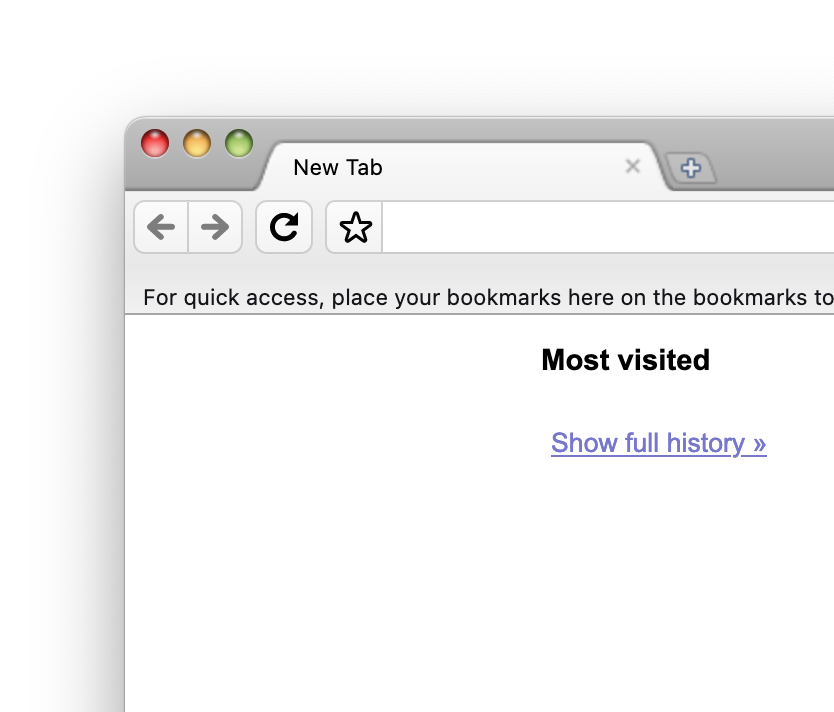 New Tab
For quick access, place your bookmarks here on the bookmarks to
Most visited
Show full history »